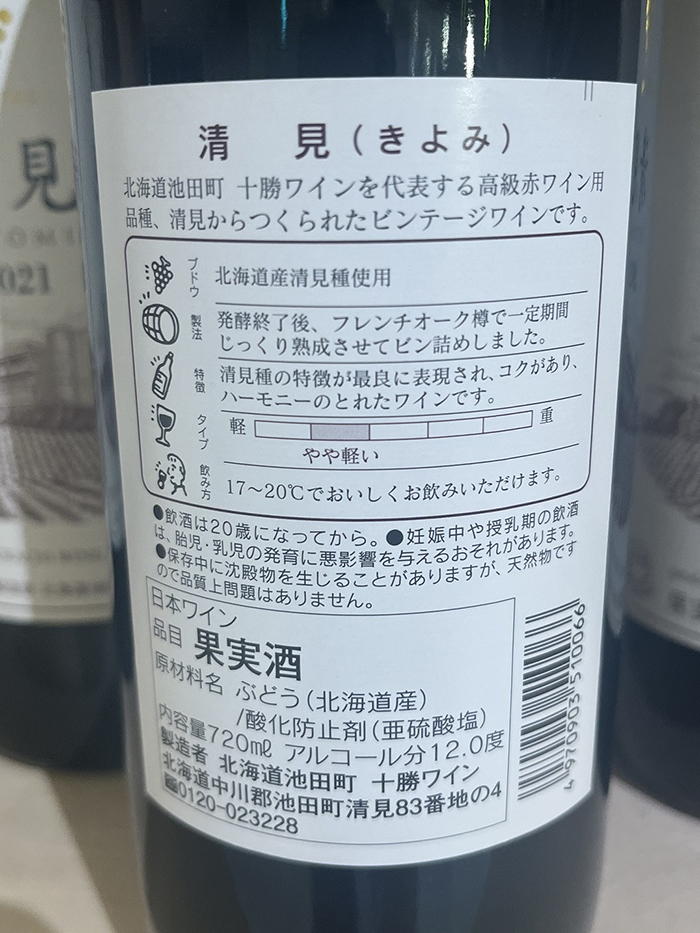 清見(きよみ)
北海道池田町 十勝ワインを代表する高級赤ワイン用
品種、清見からつくられたビンテージワインです。
ブドウ 北海道産清見種使用
製法 発酵終了後、フレンチオーク樽で一定期間
じっくり熟成させてビン詰めしました。
特徴 清見種の特徴が最良に表現され、コクがあり、
ハーモニーのとれたワインです。
タイプ 軽 重
やや軽い
飲み方 17〜20℃でおいしくお飲みいただけます。
●飲酒は20歳になってから。●妊娠中や授乳期の飲酒
は、胎児・乳児の発育に悪影響を与えるおそれがあります。
●保存中に沈殿物を生じることがありますが、天然物です
ので品質上問題はありません。
日本ワイン
品目 果実酒
原材料名 ぶどう(北海道産)
/酸化防止剤(亜硫酸塩)
内容量720mℓ アルコール分12.0度
製造者 北海道池田町 十勝ワイン
北海道中川郡池田町清見83番地の4
0120-023228
4 970903 510066
見
021